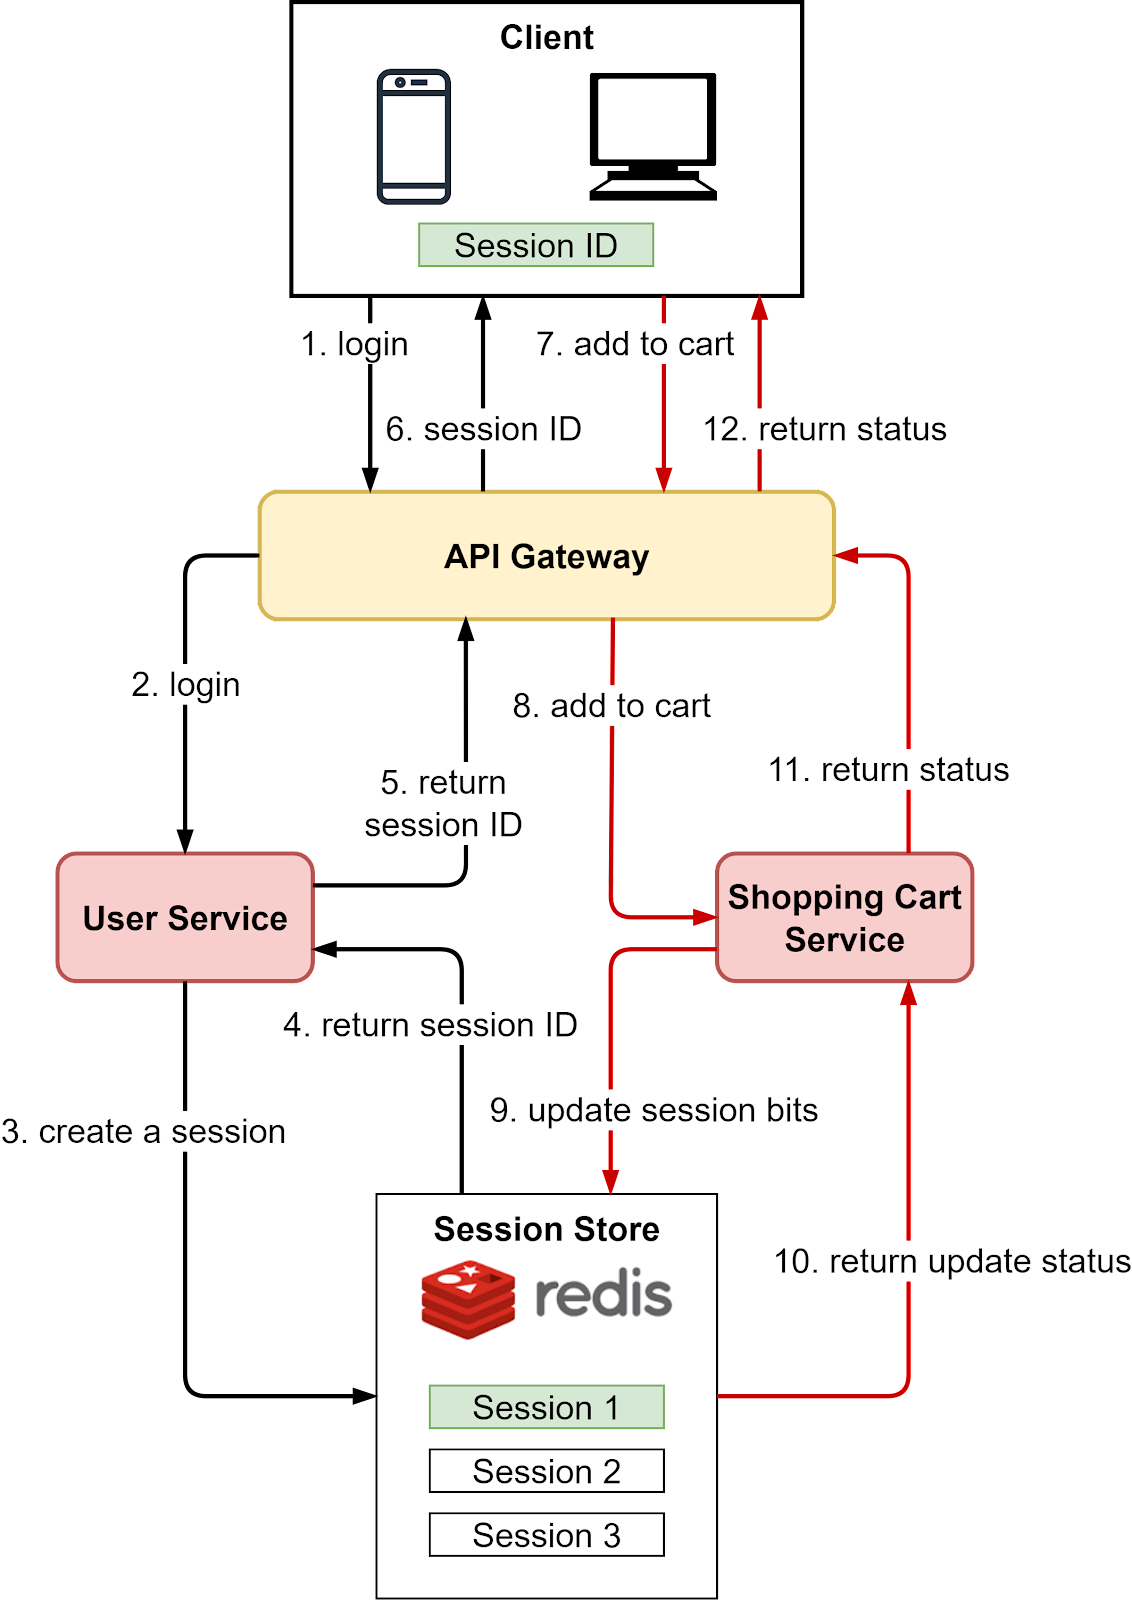 Client
Session ID
1. login
7. add to cart
6. session ID
12. return status
API Gateway
2. login
8. add to cart
5. return
session ID
11. return status
User Service
Shopping Cart
Service
4. return session ID
9. update session bits
3. create a session
Session Store
redis
10. return update status
Session 1
Session 2
Session 3